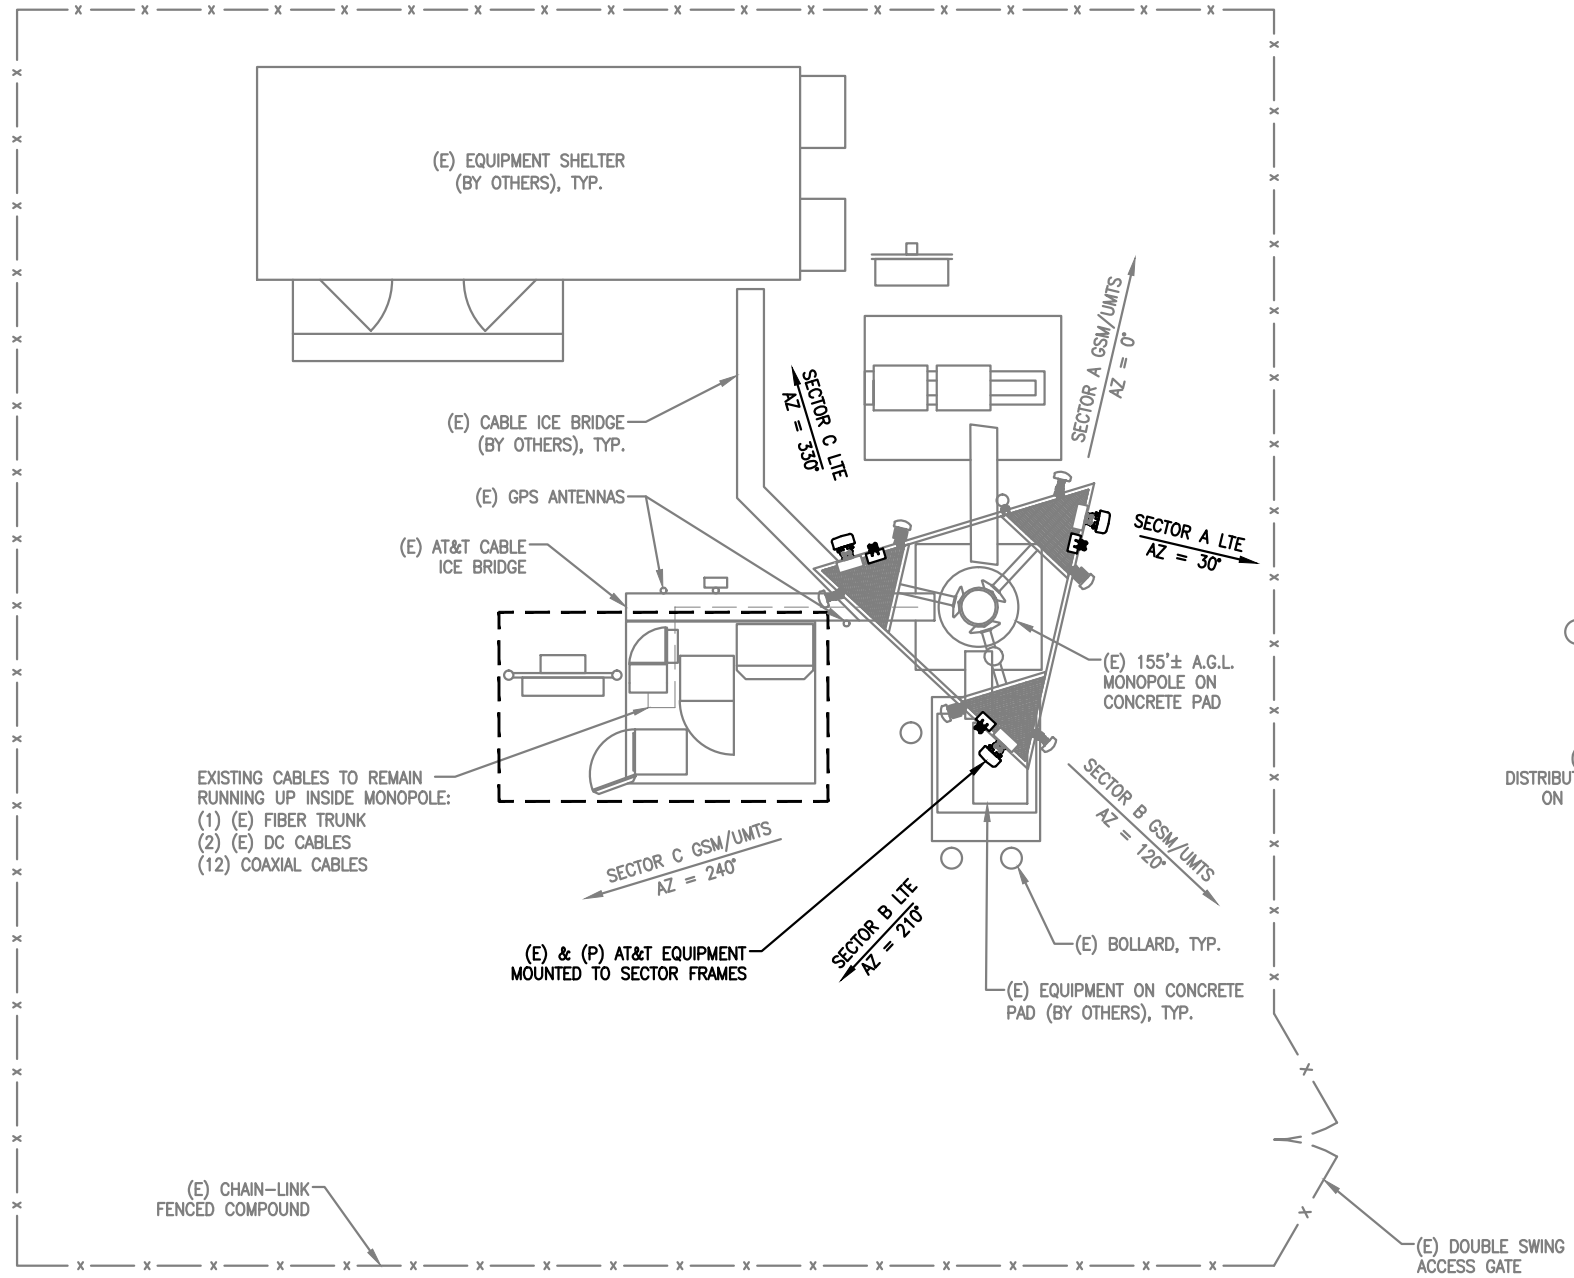 (E) EQUIPMENT SHELTER
(BY OTHERS), TYP.
SECTOR A GSM/UMTS
AZ = 0°
SECTOR C LTE
AZ = 330°
(E) CABLE ICE BRIDGE
(BY OTHERS), TYP.
(E) GPS ANTENNAS
(E) AT&T CABLE
ICE BRIDGE
SECTOR A LTE
AZ = 30°
(E) 155'± A.G.L.
MONOPOLE ON
CONCRETE PAD
EXISTING CABLES TO REMAIN
RUNNING UP INSIDE MONOPOLE:
(1) (E) FIBER TRUNK
(2) (E) DC CABLES
(12) COAXIAL CABLES
SECTOR C GSM/UMTS
AZ = 240°
SECTOR B GSM/UMTS
AZ = 120°
SECTOR B LTE
AZ = 210°
(E) & (P) AT&T EQUIPMENT
MOUNTED TO SECTOR FRAMES
(E) BOLLARD, TYP.
(E) EQUIPMENT ON CONCRETE
PAD (BY OTHERS), TYP.
(
DISTRIBUT
ON
(E) CHAIN-LINK
FENCED COMPOUND
(E) DOUBLE SWING
ACCESS GATE